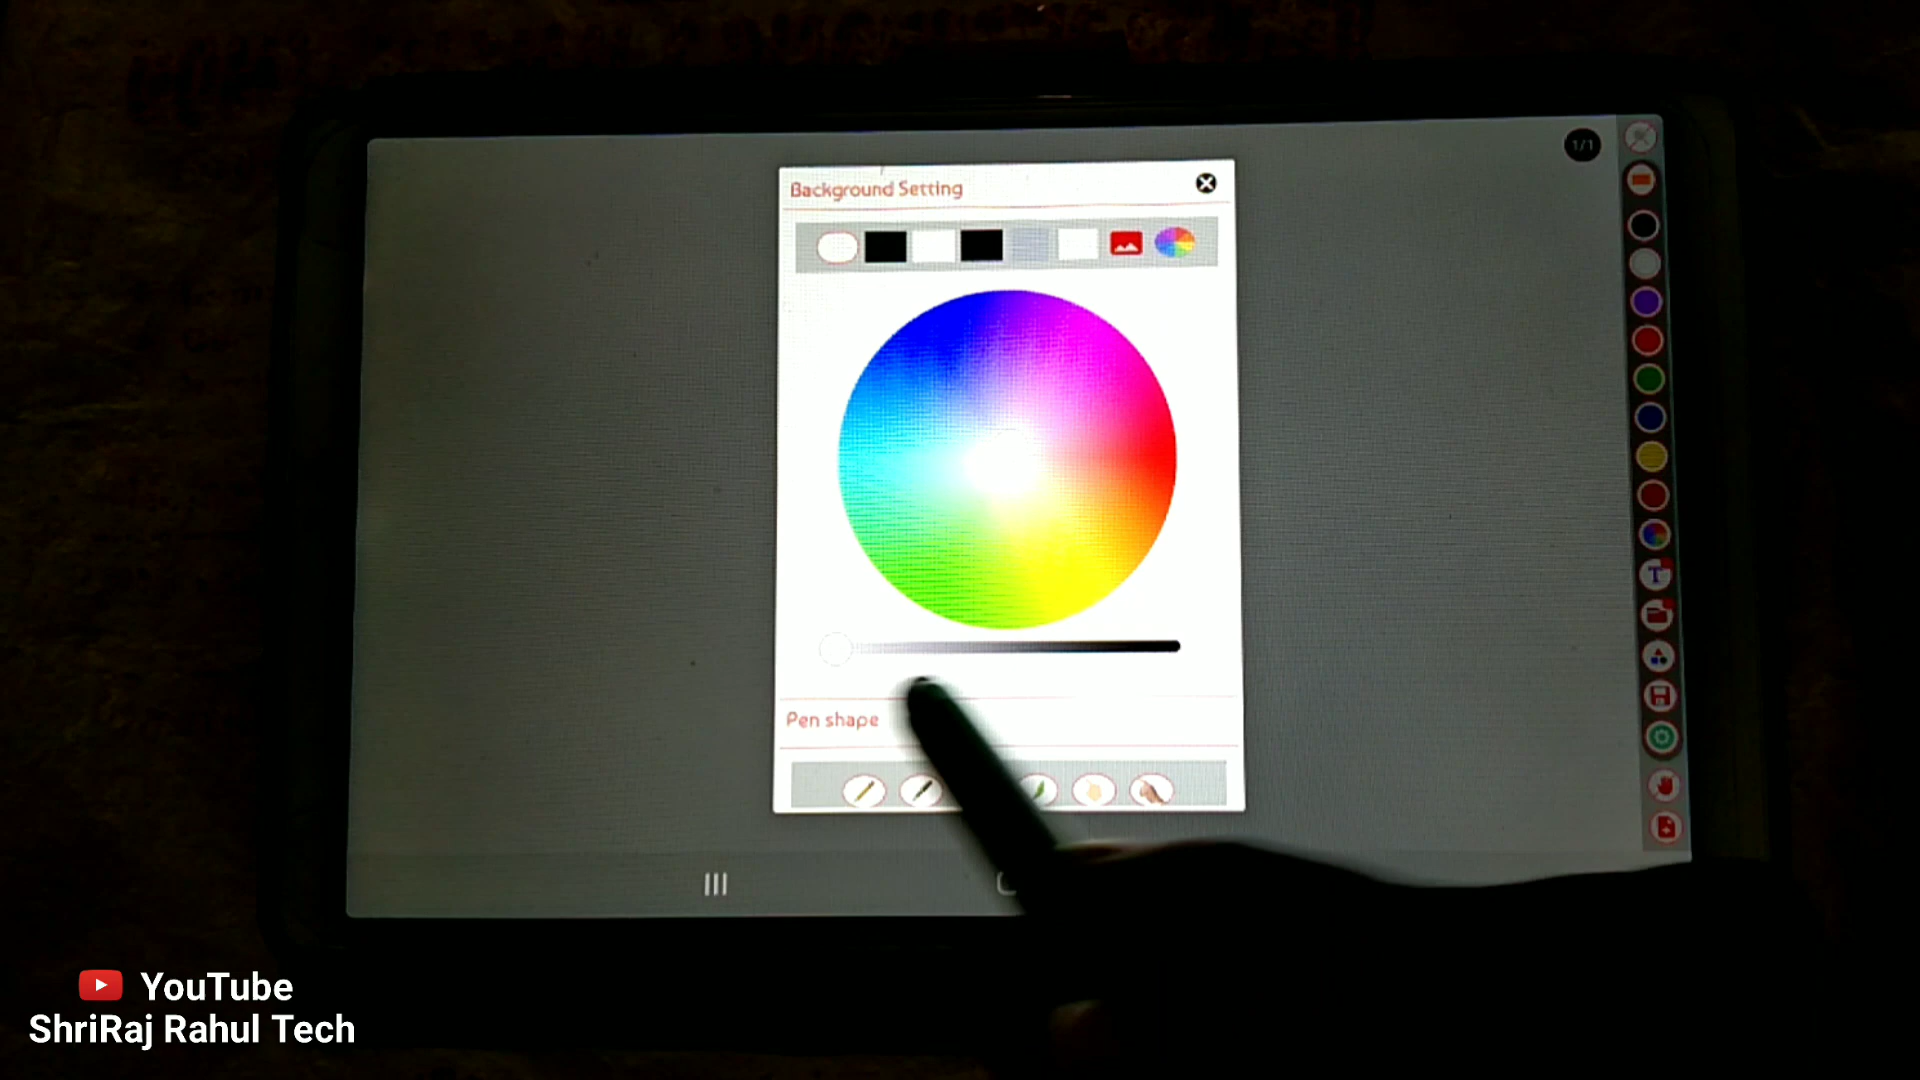 1/1
Background Setting
Pen shape
T
YouTube
ShriRaj Rahul Tech